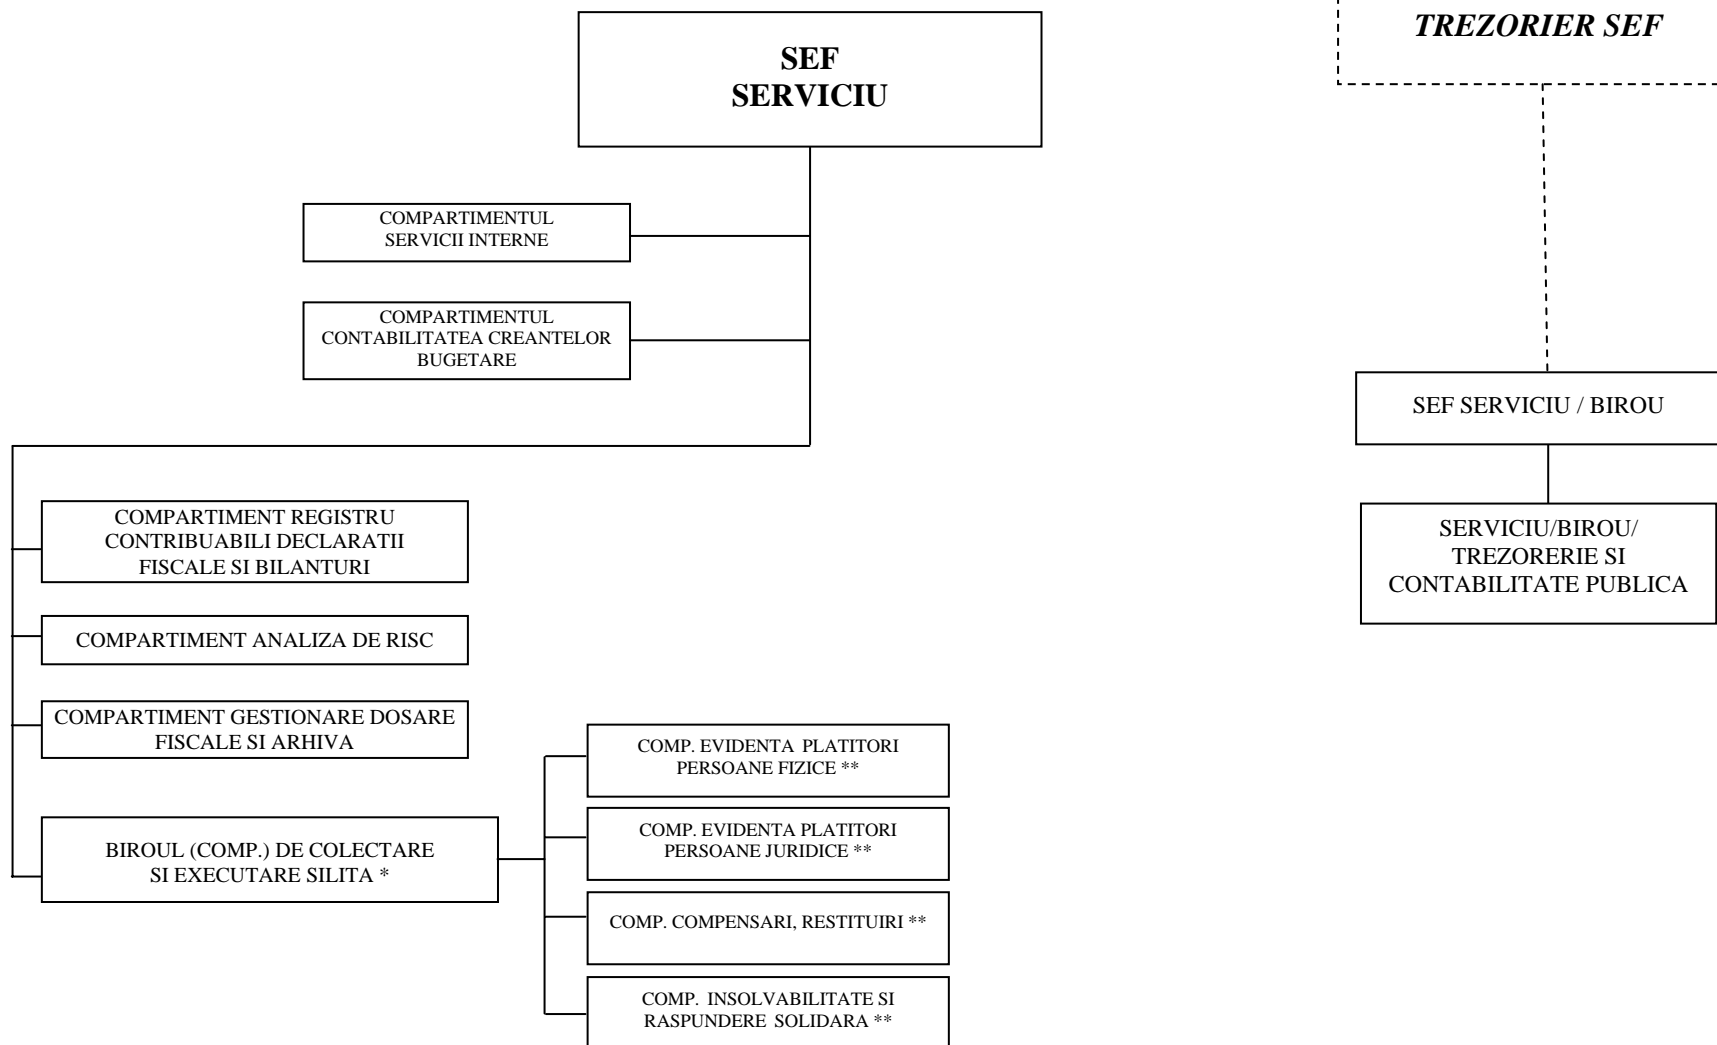 SEF
SERVICIU
TREZORIER SEF
COMPARTIMENTUL
SERVICII INTERNE
COMPARTIMENTUL
CONTABILITATEA CREANTELOR
BUGETARE
SEF SERVICIU / BIROU
SERVICIU/BIROU/
TREZORERIE SI
CONTABILITATE PUBLICA
COMPARTIMENT REGISTRU
CONTRIBUABILI DECLARATII
FISCALE SI BILANTURI
COMPARTIMENT ANALIZA DE RISC
COMPARTIMENT GESTIONARE DOSARE
FISCALE SI ARHIVA
BIROUL (COMP.) DE COLECTARE
SI EXECUTARE SILITA *
COMP. EVIDENTA PLATITORI
PERSOANE FIZICE **
COMP. EVIDENTA PLATITORI
PERSOANE JURIDICE **
COMP. COMPENSARI, RESTITUIRI **
COMP. INSOLVABILITATE SI
RASPUNDERE SOLIDARA **